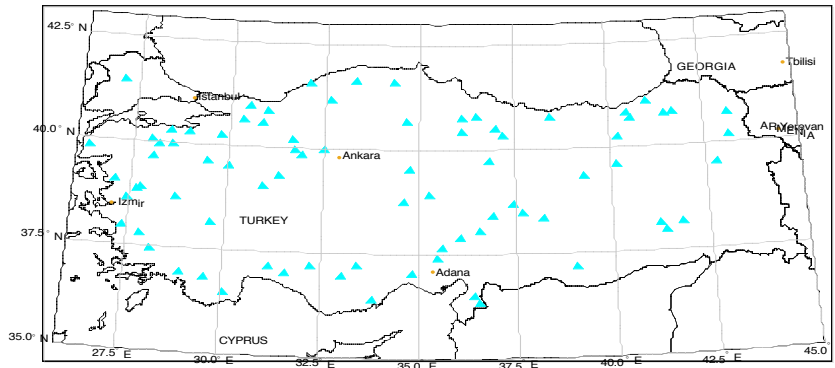 42.5° N
GEORGIA
Tbilisi
Istanbul
40.0° N
ARMENIA
Yerevan
Ankara
Izmir
TURKEY
37.5° N
Adana
35.0° N
CYPRUS
27.5° E
30.0° E
32.5° E
35.0° E
37.5° E
40.0° E
42.5° E
45.0°